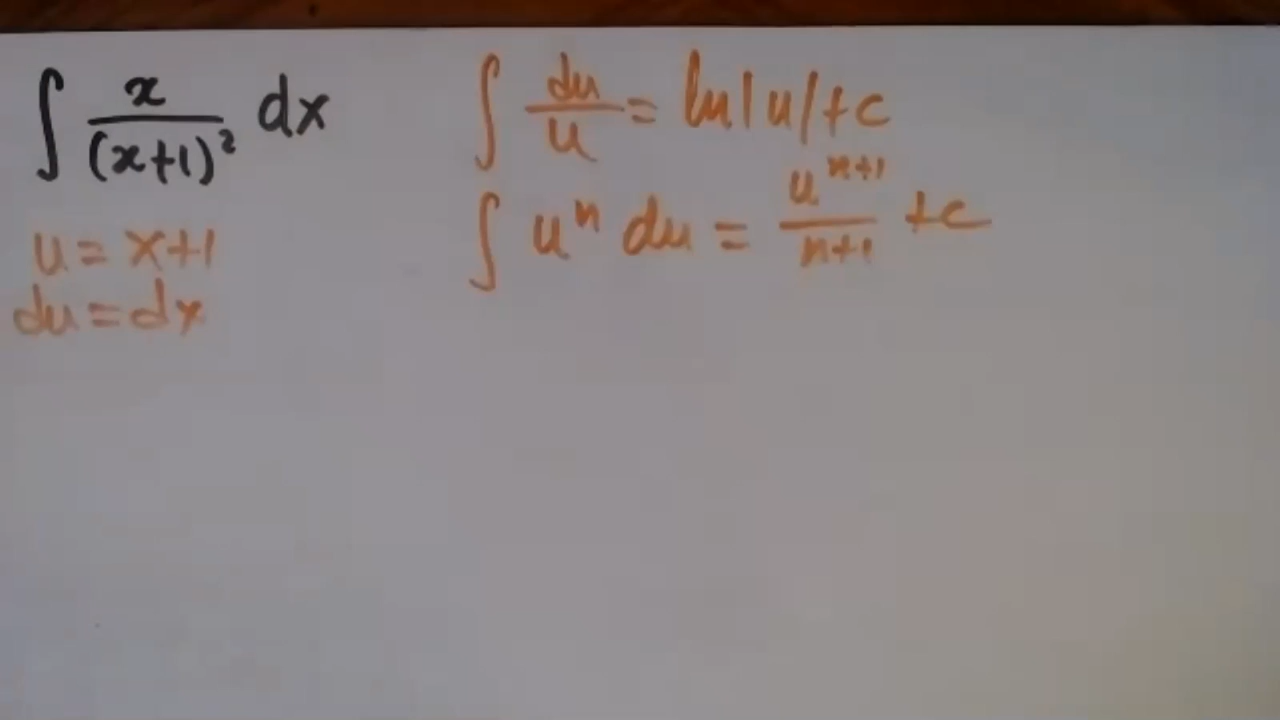 ∫ x/(x+1)² dx
u = x+1
du = dx
∫ du/u = ln|u|+c
∫ uⁿ du = uⁿ⁺¹/n+1 +c